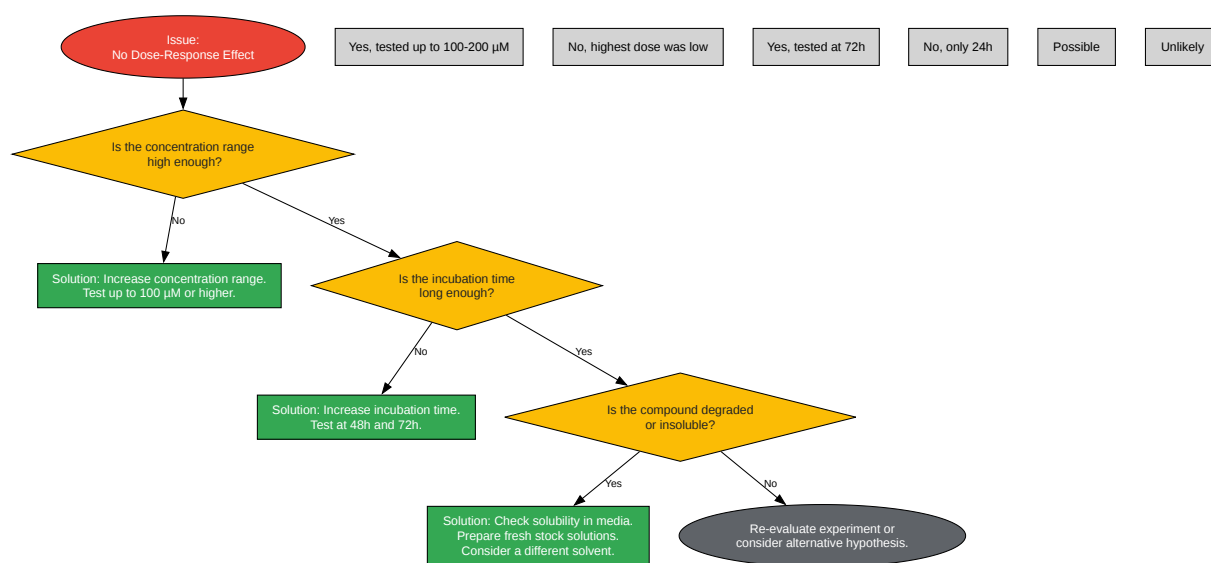 Issue:
No Dose-Response Effect
Yes, tested up to 100-200 µM
No, highest dose was low
Yes, tested at 72h
No, only 24h
Possible
Unlikely
Is the concentration range
high enough?
No
Yes
Solution: Increase concentration range.
Test up to 100 µM or higher.
Is the incubation time
long enough?
No
Yes
Solution: Increase incubation time.
Test at 48h and 72h.
Is the compound degraded
or insoluble?
Yes
No
Solution: Check solubility in media.
Prepare fresh stock solutions.
Consider a different solvent.
Re-evaluate experiment or
consider alternative hypothesis.